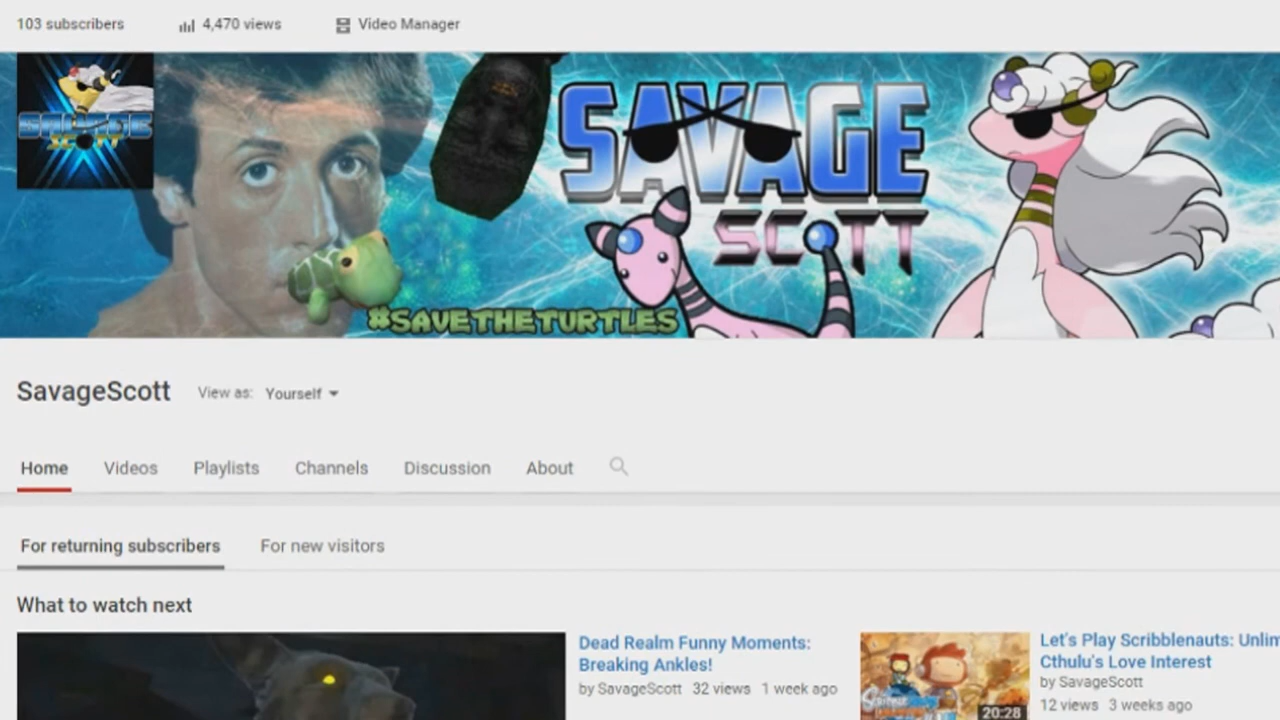 103 subscribers 4,470 views Video Manager
SAVAGE
SCOTT
SAVAGE
SCOTT
#SAVETHETURTLES
SavageScott View as: Yourself
Home Videos Playlists Channels Discussion About
For returning subscribers For new visitors
What to watch next
Dead Realm Funny Moments:
Breaking Ankles!
by SavageScott 32 views 1 week ago
20:28
Let's Play Scribblenauts: Unlim
Cthulu's Love Interest
by SavageScott
12 views 3 weeks ago